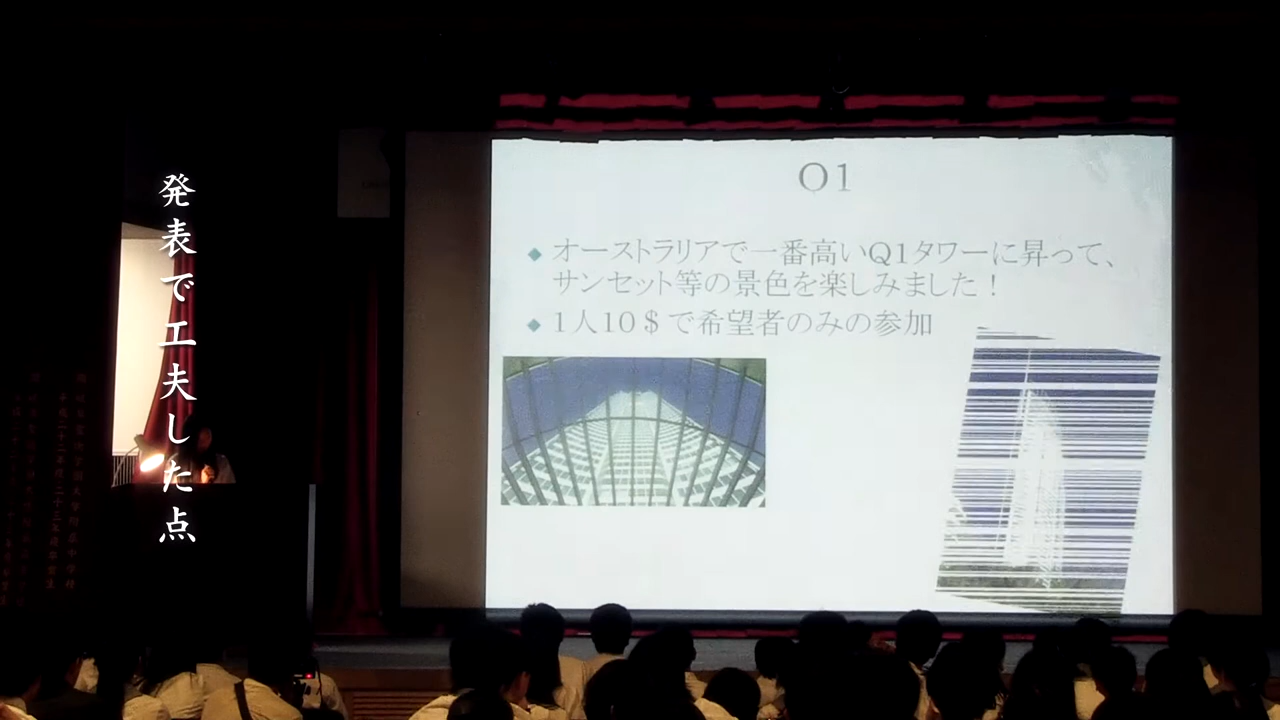 発表で工夫した点
Q1
オーストラリアで一番高いQ1タワーに昇って、
サンセット等の景色を楽しみました！
1人10＄で希望者のみの参加